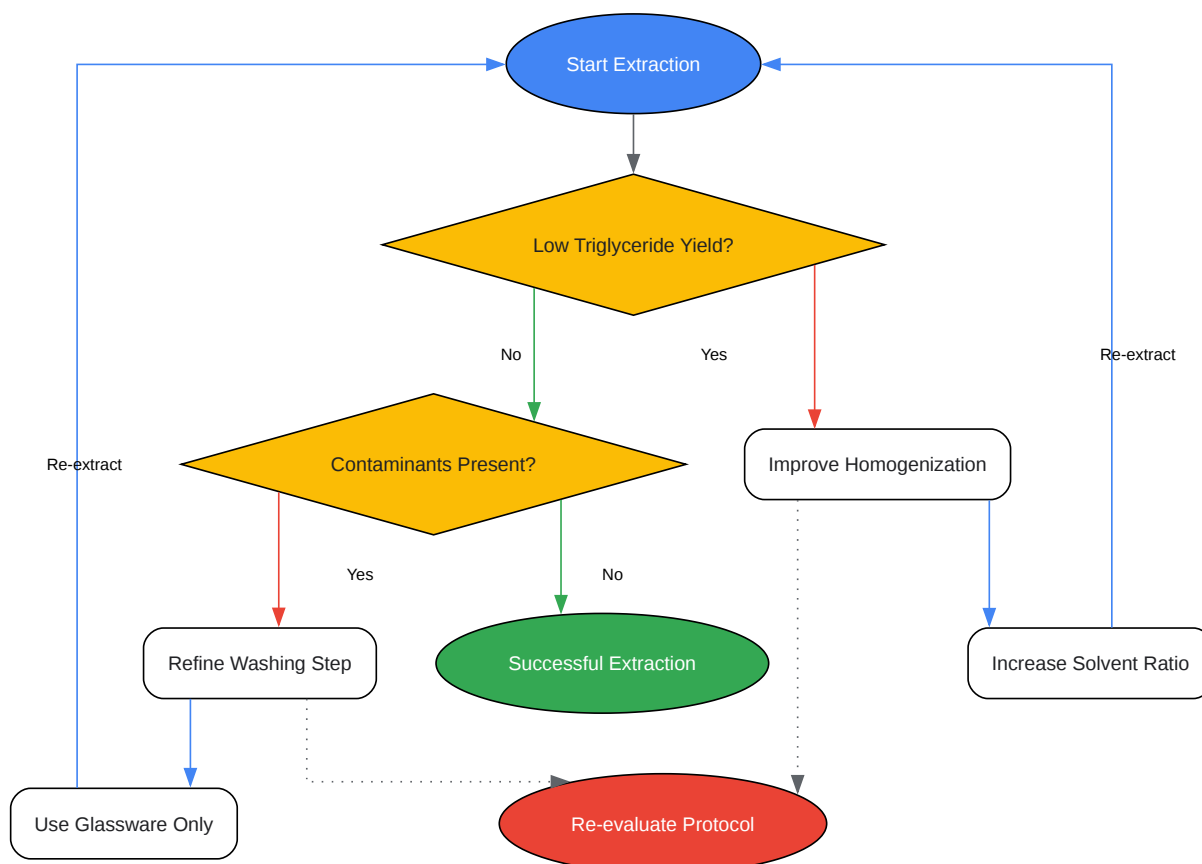 Start Extraction
Low Triglyceride Yield?
No
Yes
Re-extract
Re-extract
Contaminants Present?
Improve Homogenization
Yes
No
Refine Washing Step
Successful Extraction
Increase Solvent Ratio
Use Glassware Only
Re-evaluate Protocol